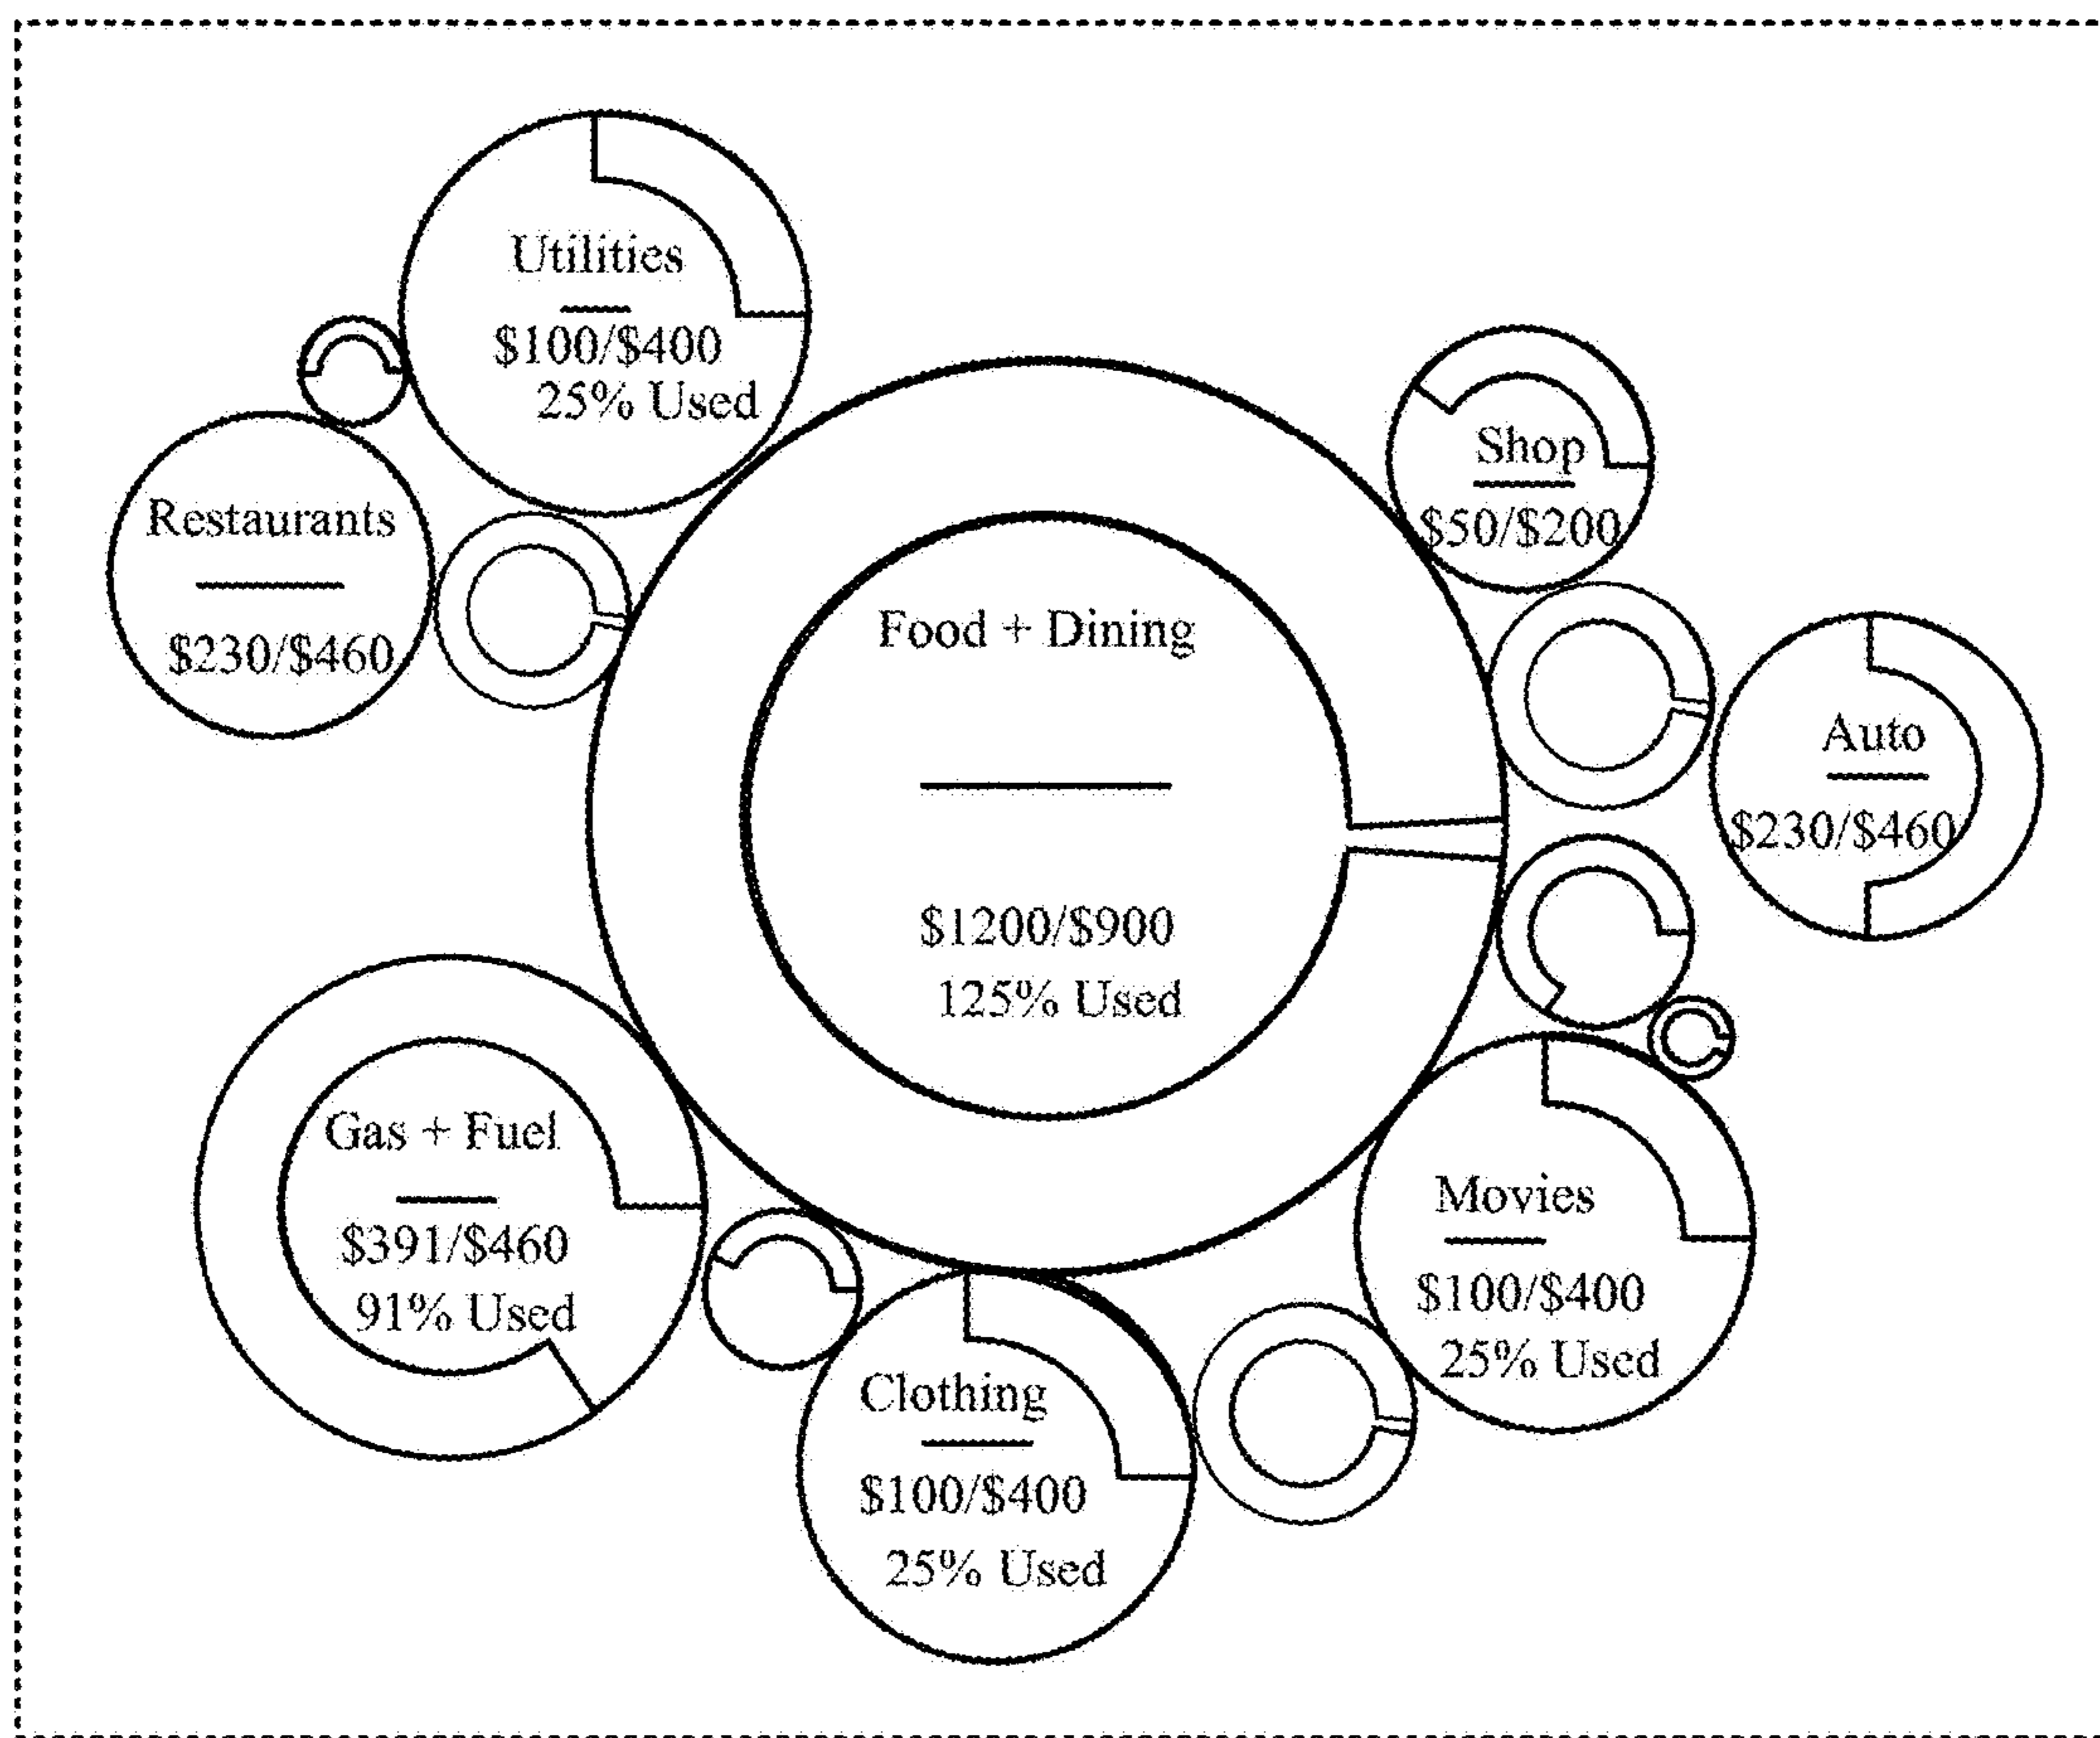 Utilities
$100/$400
25% Used
Restaurants
$230/$460
Shop
$50/$200
Food + Dining
$1200/$900
125% Used
Auto
$230/$460
Gas + Fuel
$391/$460
91% Used
Movies
$100/$400
25% Used
Clothing
$100/$400
25% Used